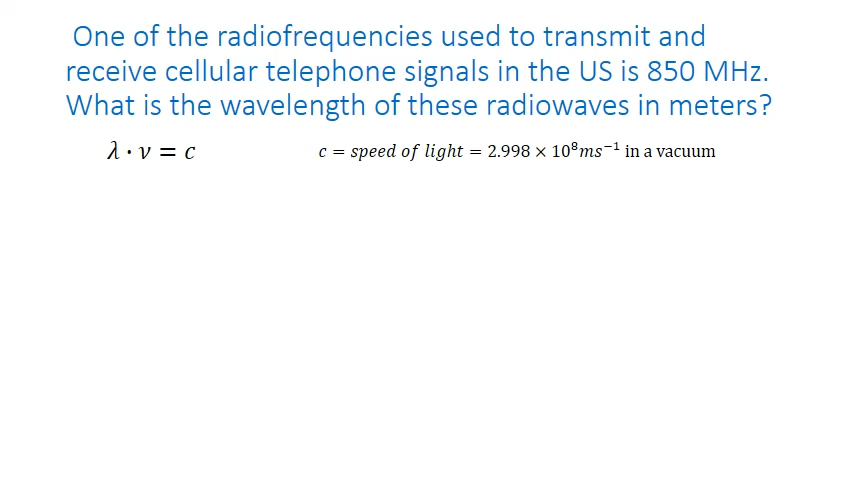 One of the radiofrequencies used to transmit and
receive cellular telephone signals in the US is 850 MHz.
What is the wavelength of these radiowaves in meters?
λ · ν = c
c = speed of light = 2.998 × 10⁸ms⁻¹ in a vacuum